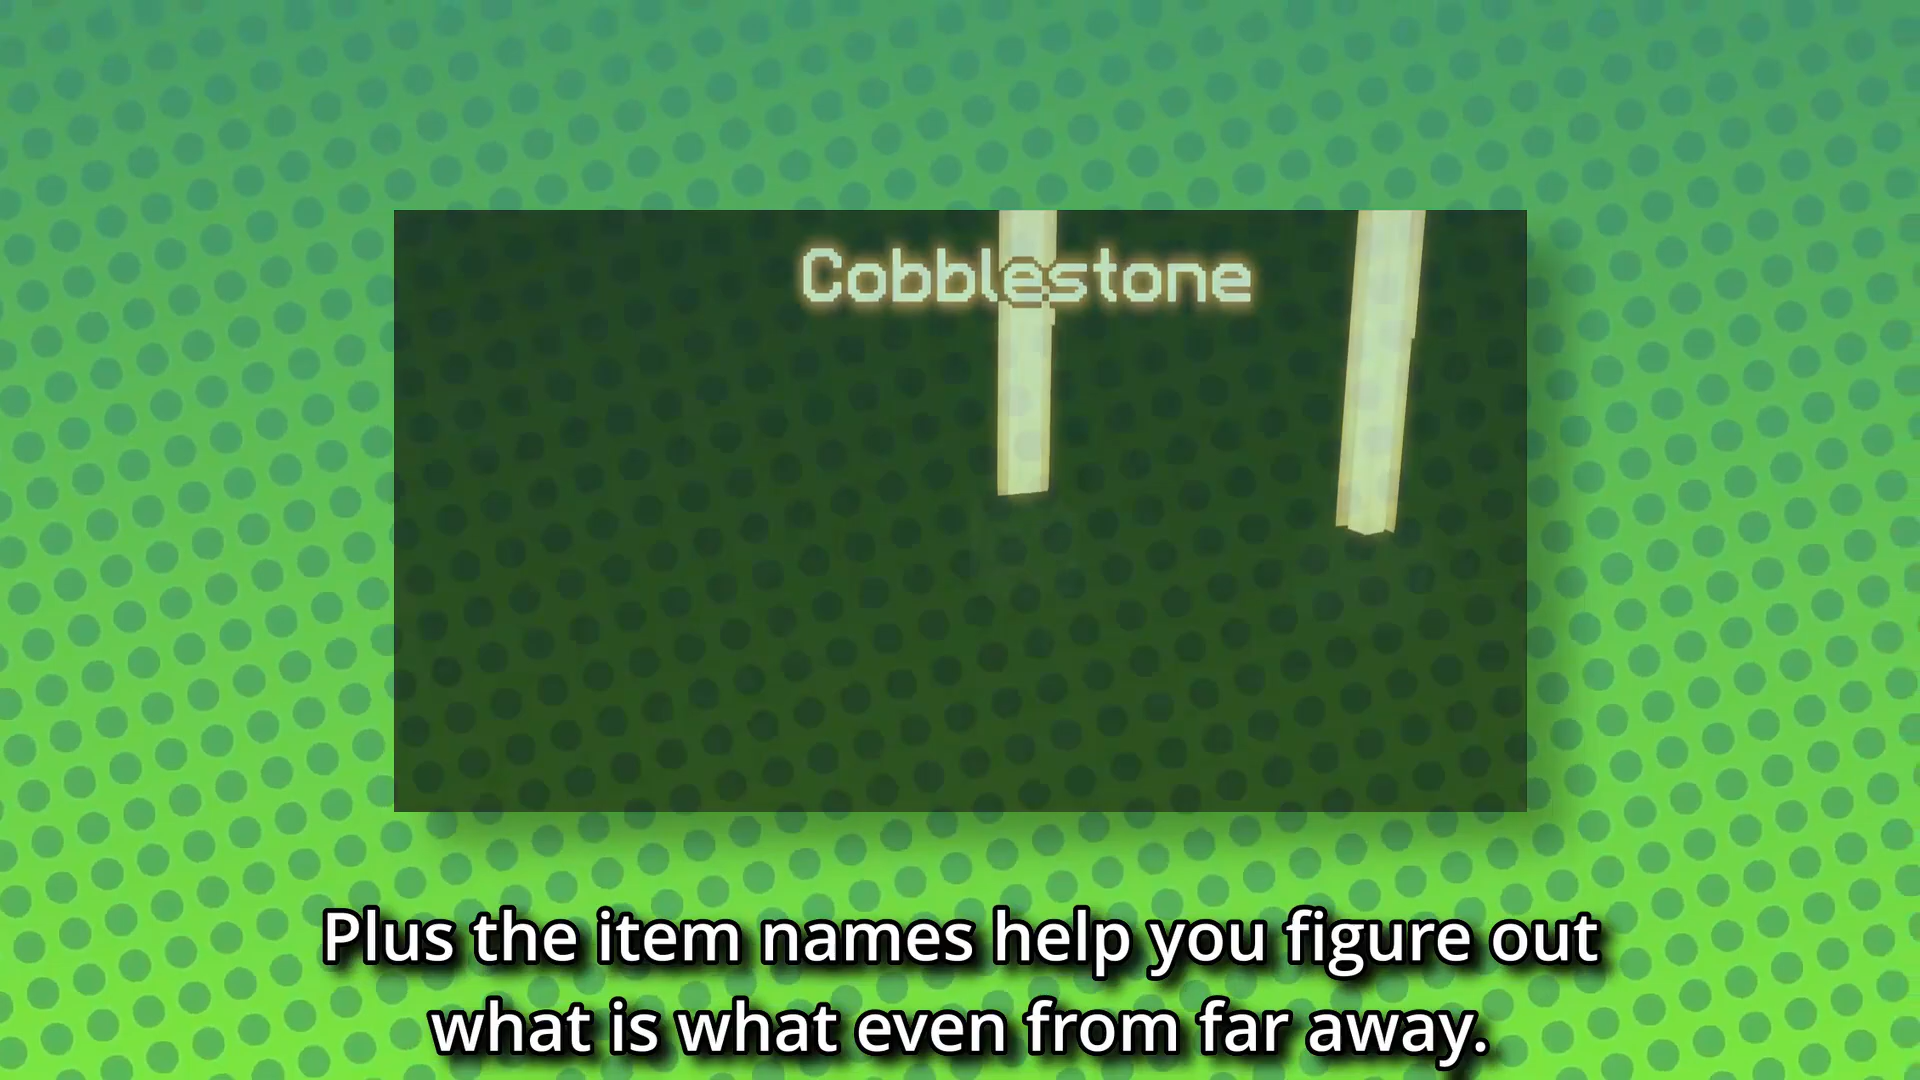 Cobblestone
Plus the item names help you figure out
what is what even from far away.